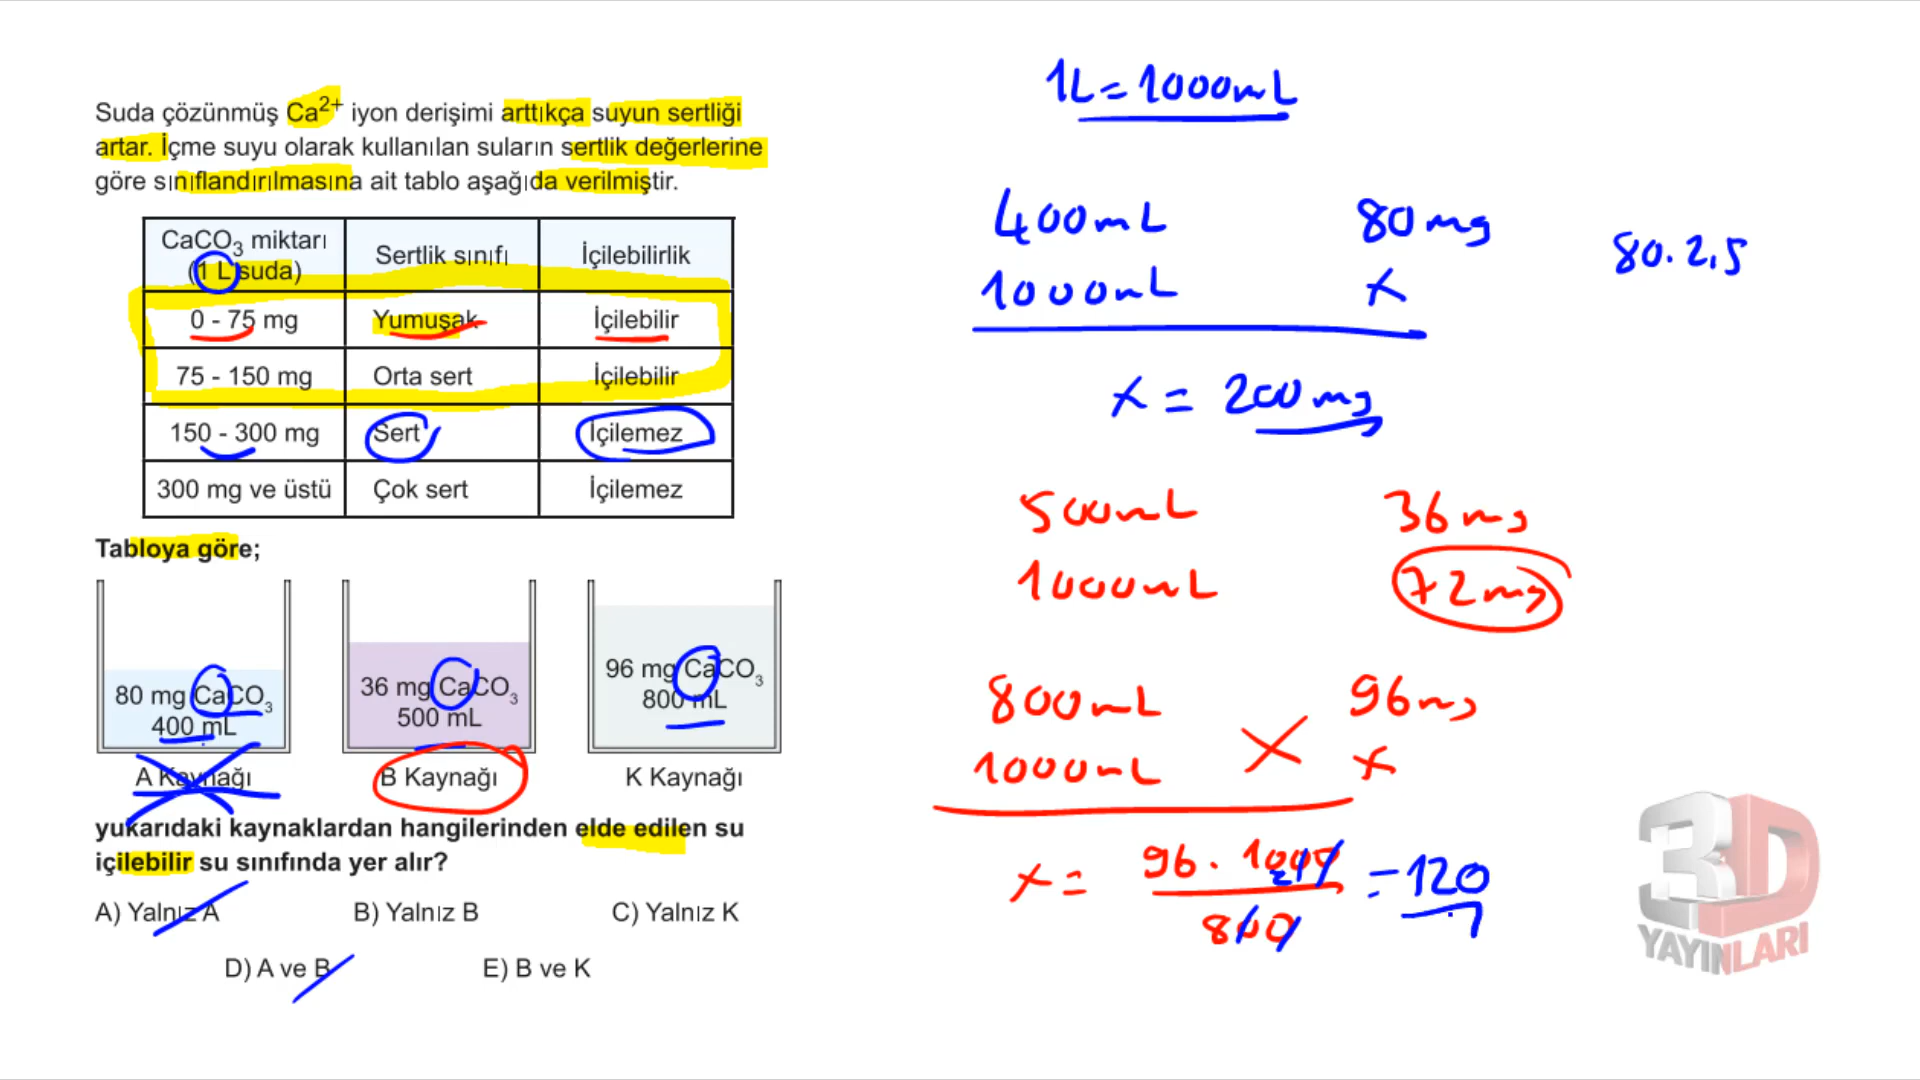 Suda çözünmüş Ca²⁺ iyon derişimi arttıkça suyun sertliği
artar. İçme suyu olarak kullanılan suların sertlik değerlerine
göre sınıflandırılmasına ait tablo aşağıda verilmiştir.
CaCO₃ miktarı (1 L suda) Sertlik sınıfı İçilebilirlik
0 - 75 mg Yumuşak İçilebilir
75 - 150 mg Orta sert İçilebilir
150 - 300 mg Sert İçilemez
300 mg ve üstü Çok sert İçilemez
Tabloya göre;
80 mg CaCO₃
400 mL
A Kaynağı
36 mg CaCO₃
500 mL
B Kaynağı
96 mg CaCO₃
800 mL
K Kaynağı
yukarıdaki kaynaklardan hangilerinden elde edilen su
içilebilir su sınıfında yer alır?
A) Yalnız A B) Yalnız B C) Yalnız K
D) A ve B E) B ve K
1L = 1000mL
400mL 80mg 80.2,5
1000mL x
x = 200mg
500mL 36mg
1000mL 72mg
800mL 96mg
1000mL x
x = 96 . 1000 / 800 = 120
3D
YAYINLARI